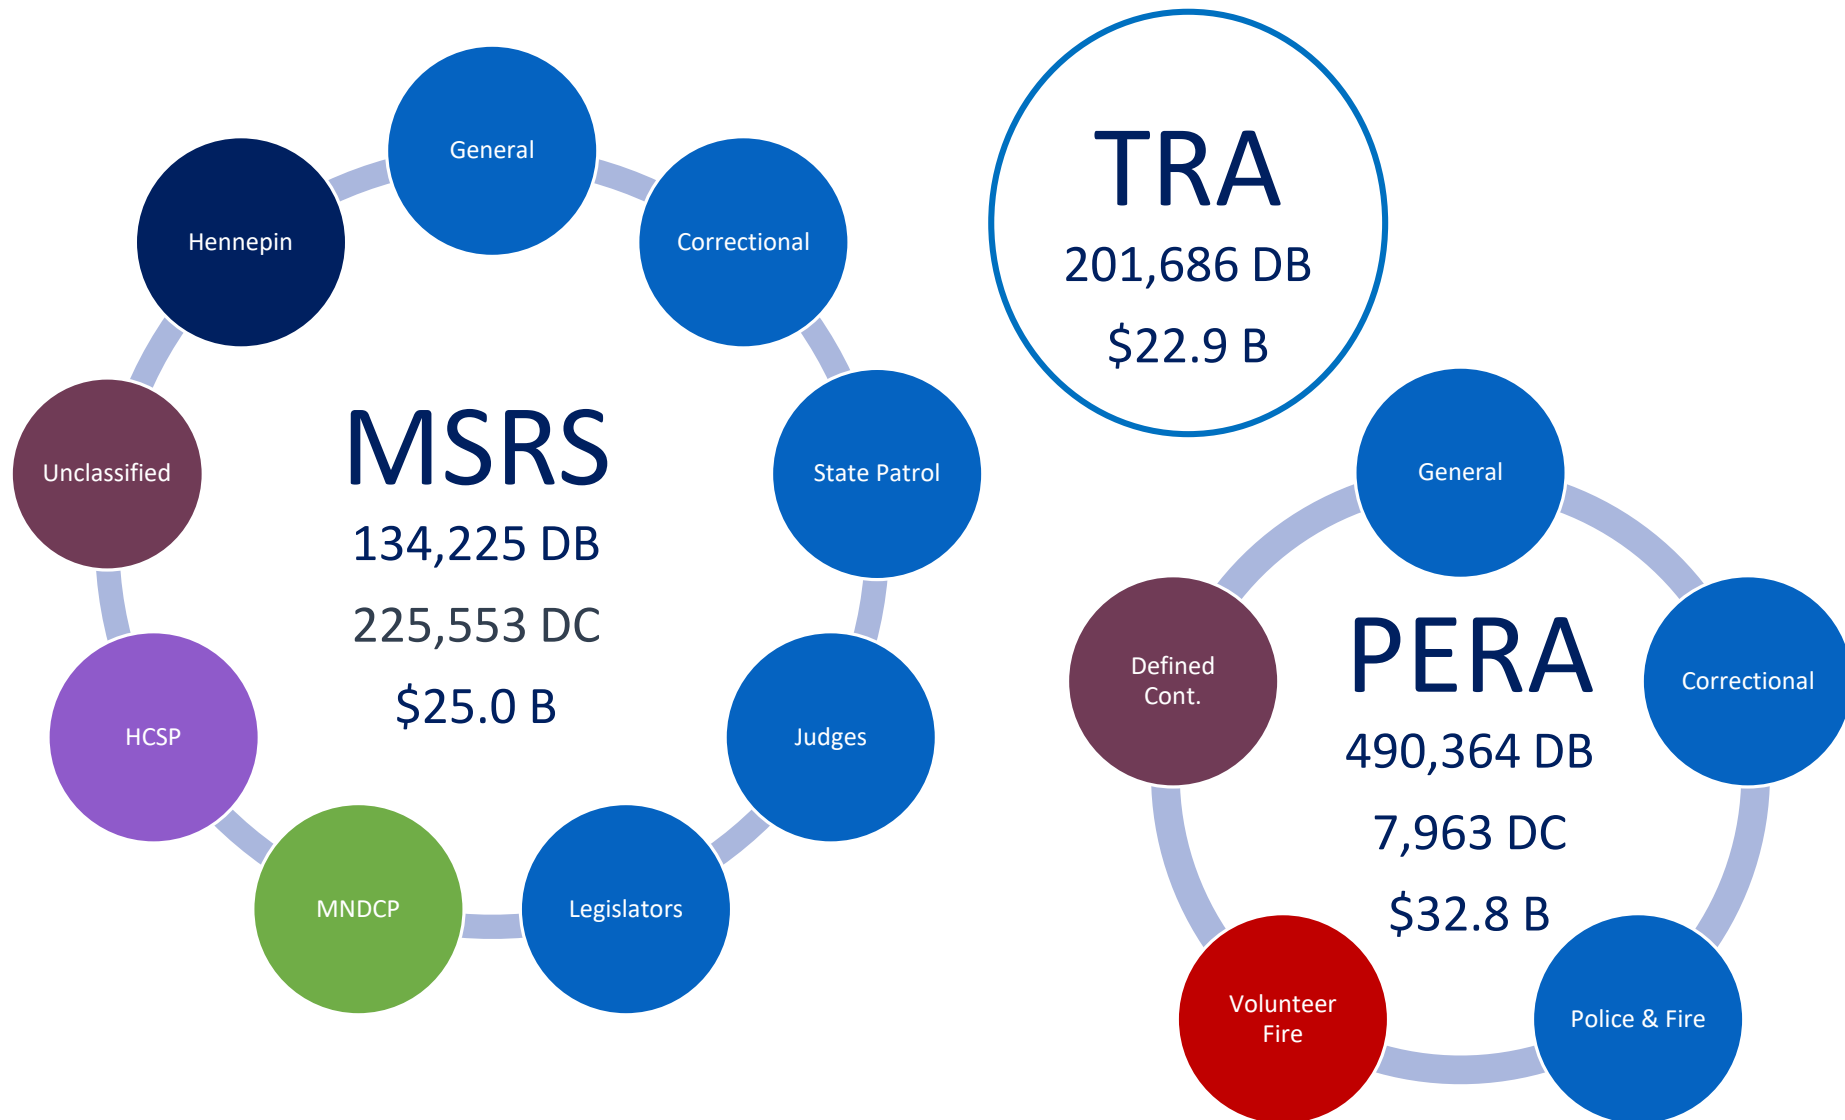 General
Hennepin
Correctional
Unclassified
State Patrol
MSRS
134,225 DB
225,553 DC
$25.0 B
HCSP
Judges
MNDCP
Legislators
TRA
201,686 DB
$22.9 B
General
Defined
Cont.
Correctional
PERA
490,364 DB
7,963 DC
$32.8 B
Volunteer
Fire
Police & Fire